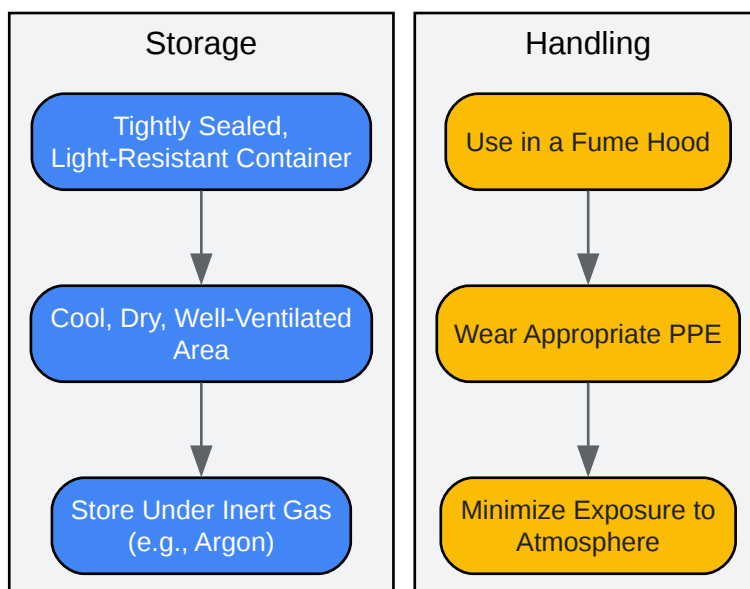 Storage
Tightly Sealed,
Light-Resistant Container
Cool, Dry, Well-Ventilated
Area
Store Under Inert Gas
(e.g., Argon)
Handling
Use in a Fume Hood
Wear Appropriate PPE
Minimize Exposure to
Atmosphere